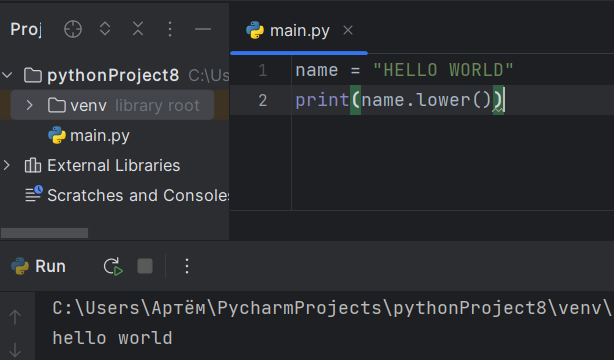 Proj
main.py
pythonProject8 C:\Us
venv library root
main.py
External Libraries
Scratches and Consoles
1 name = "HELLO WORLD"
2 print(name.lower())
Run
C:\Users\Артём\PycharmProjects\pythonProject8\venv\
hello world